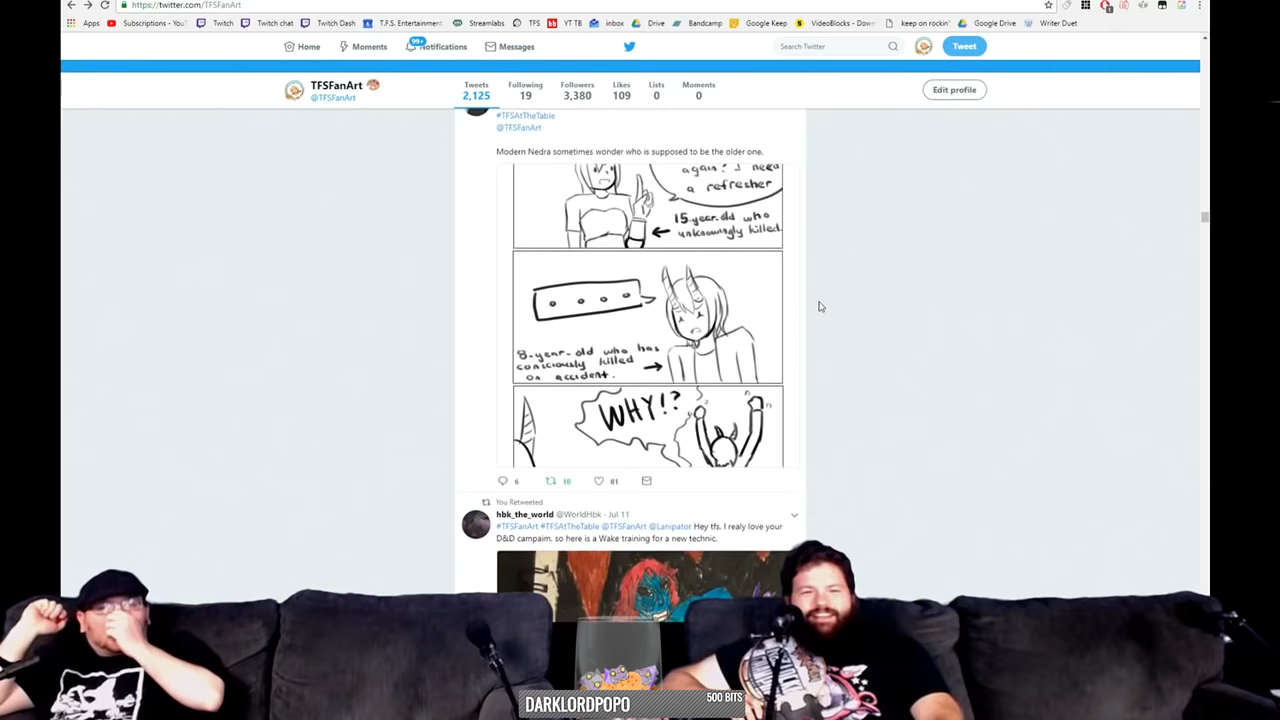 https://twitter.com/TFSFanArt
Apps
Subscriptions - You
Twitch
Twitch chat
Twitch Dash
T.F.S. Entertainment
Streamlabs
TFS
YT TB
inbox
Drive
Bandcamp
Google Keep
VideoBlocks - Down
keep on rockin'
Google Drive
Writer Duet
Home
Moments
99+
Notifications
Messages
Search Twitter
Tweet
TFSFanArt
@TFSFanArt
Tweets
2,125
Following
19
Followers
3,380
Likes
109
Lists
0
Moments
0
Edit profile
#TFSAtTheTable
@TFSFanArt
Modern Nedra sometimes wonder who is supposed to be the older one.
again? I need
a refresher
15-year-old who
unknowingly killed.
8-year-old who has
consciously killed
on accident.
WHY!?
6
18
81
You Retweeted
hbk_the_world @WorldHbk · Jul 11
#TFSFanArt #TFSAtTheTable @TFSFanArt @Lanipator Hey tfs. I realy love your
D&D campaim. so here is a Wake training for a new technic.
DARKLORDPOPO
500 BITS